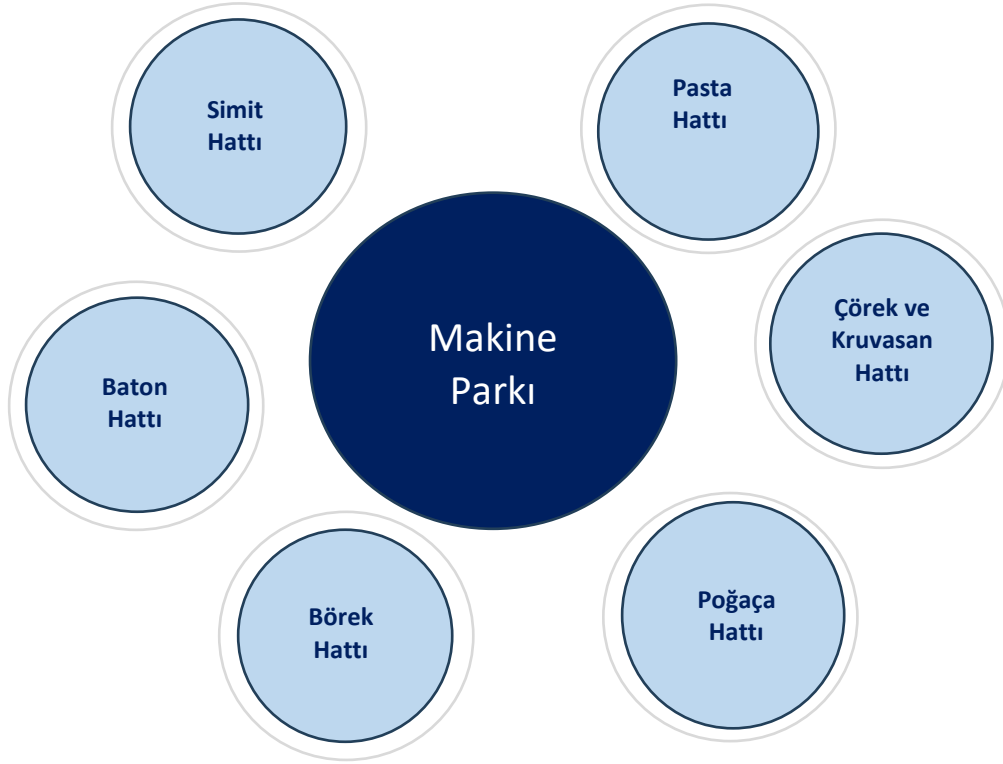 Simit
Hattı
Pasta
Hattı
Çörek ve
Kruvasan
Hattı
Makine
Parkı
Baton
Hattı
Börek
Hattı
Poğaça
Hattı